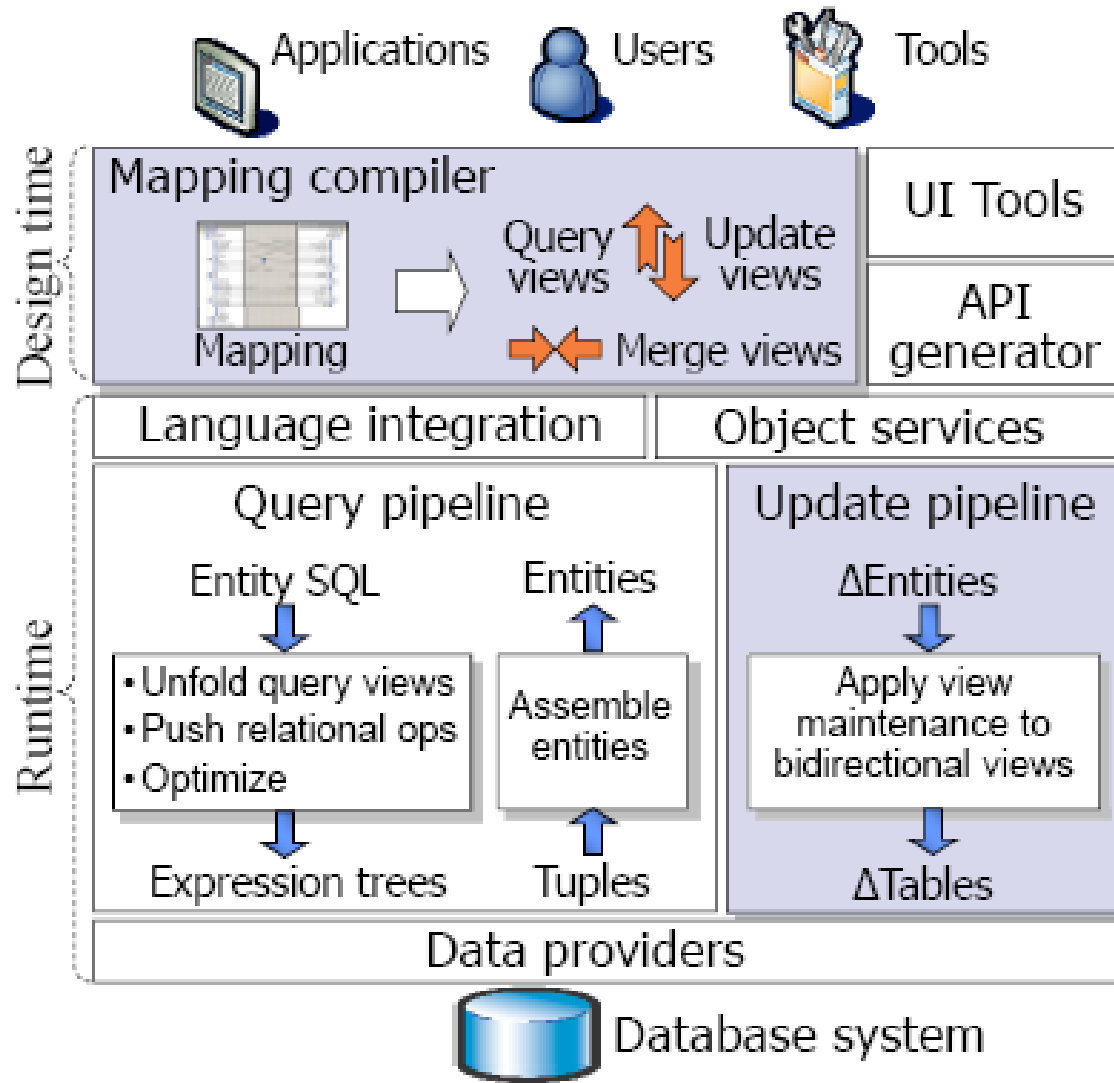 Applications
Users
Tools
Design time
Mapping compiler
Mapping
Query
views
Update
views
Merge views
UI Tools
API
generator
Runtime
Language integration
Object services
Query pipeline
Entity SQL
• Unfold query views
• Push relational ops
• Optimize
Expression trees
Entities
Assemble
entities
Tuples
Update pipeline
ΔEntities
Apply view
maintenance to
bidirectional views
ΔTables
Data providers
Database system